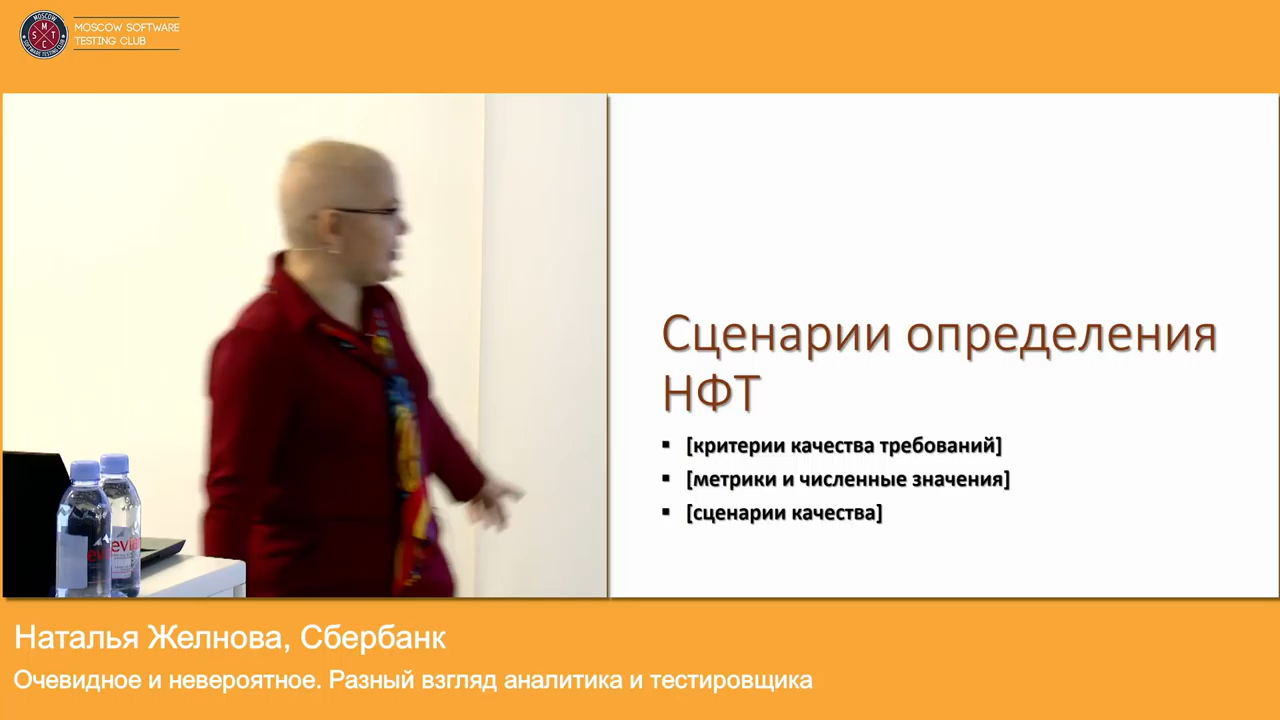 MOSCOW SOFTWARE
TESTING CLUB
Сценарии определения
НФТ
[критерии качества требований]
[метрики и численные значения]
[сценарии качества]
Наталья Желнова, Сбербанк
Очевидное и невероятное. Разный взгляд аналитика и тестировщика